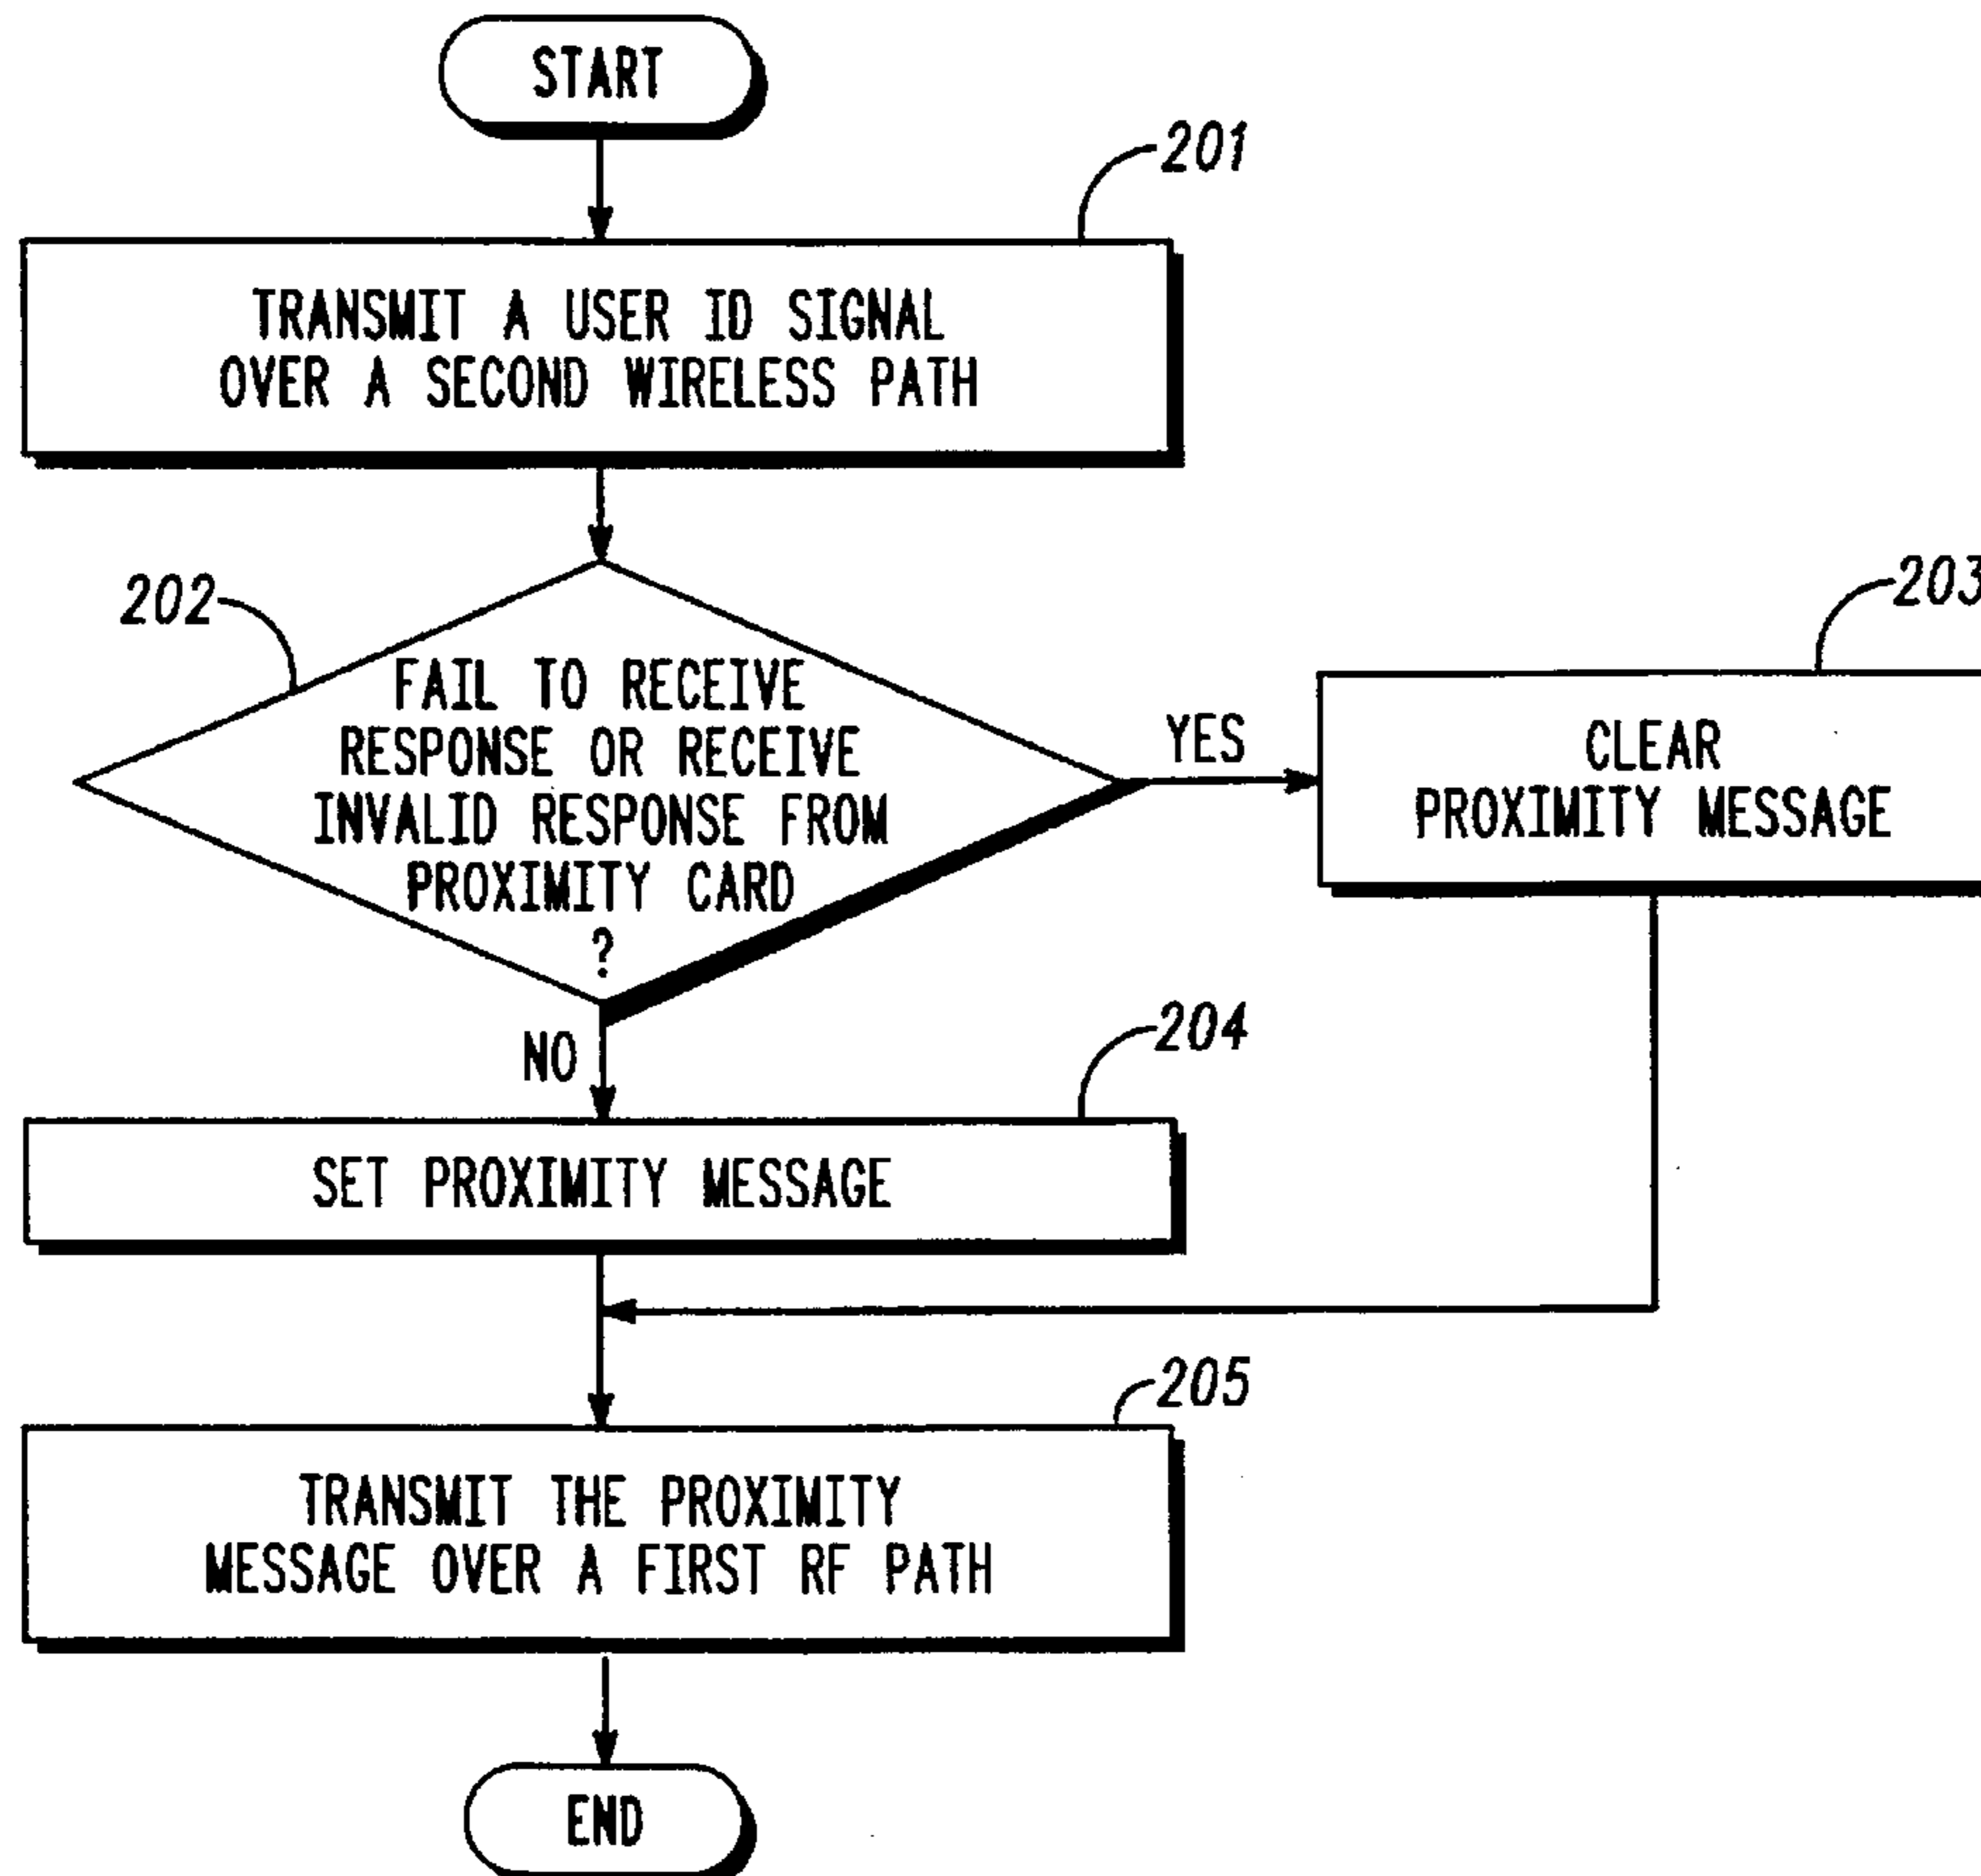 START
201
TRANSMIT A USER ID SIGNAL
OVER A SECOND WIRELESS PATH
202
FAIL TO RECEIVE
RESPONSE OR RECEIVE
INVALID RESPONSE FROM
PROXIMITY CARD
?
YES
203
CLEAR
PROXIMITY MESSAGE
NO
204
SET PROXIMITY MESSAGE
205
TRANSMIT THE PROXIMITY
MESSAGE OVER A FIRST RF PATH
END